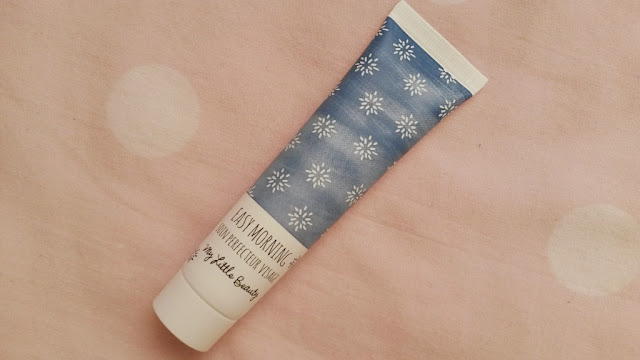 EASY MORNING
SOIN PERFECTEUR VISAGE
My Little Beauty